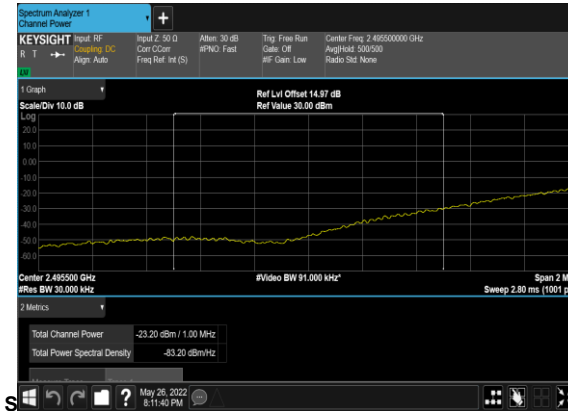 Spectrum Analyzer 1
Channel Power
+
KEYSIGHT Input: RF Input Z: 50 Ω Atten: 30 dB Trig: Free Run Center Freq: 2.495500000 GHz
R T Coupling: DC Corr CCorr #PNO: Fast Gate: Off Avg|Hold: 500/500
Align: Auto Freq Ref: Int (S) #IF Gain: Low Radio Std: None
1 Graph Ref Lvl Offset 14.97 dB
Scale/Div 10.0 dB Ref Value 30.00 dBm
Log
20.0
10.0
0.00
-10.0
-20.0
-30.0
-40.0
-50.0
-60.0
Center 2.495500 GHz #Video BW 91.000 kHz* Span 2 M
#Res BW 30.000 kHz Sweep 2.80 ms (1001 p
2 Metrics
Total Channel Power -23.20 dBm / 1.00 MHz
Total Power Spectral Density -83.20 dBm/Hz
S
? May 26, 2022
8:11:40 PM